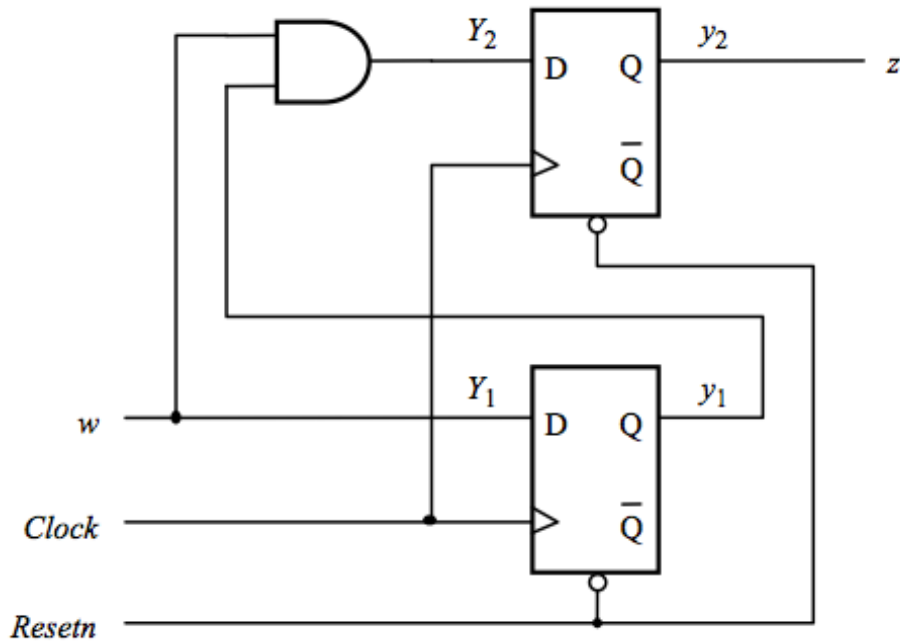 Y₂ y₂
D Q z
Q̅
Y₁ y₁
w D Q
Clock Q̅
Resetn